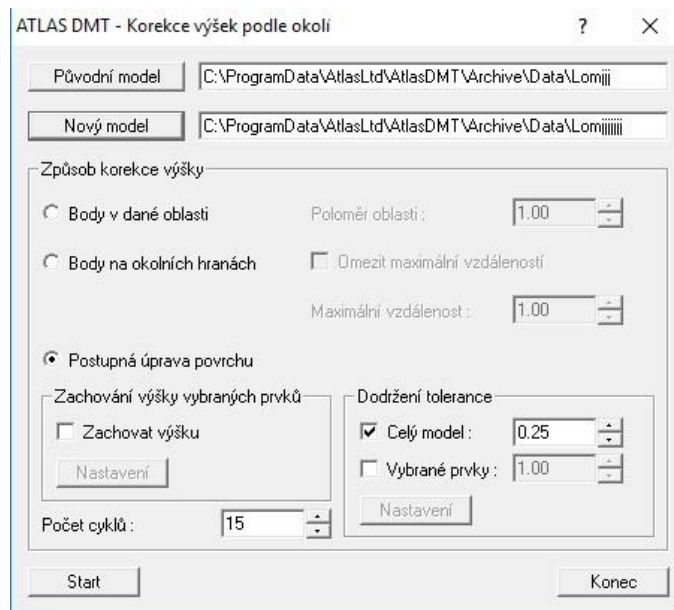 ATLAS DMT - Korekce výšek podle okolí ? ×
Původní model C:\ProgramData\AtlasLtd\AtlasDMT\Archive\Data\Lomjjj
Nový model C:\ProgramData\AtlasLtd\AtlasDMT\Archive\Data\Lomjjjjjjj
Způsob korekce výšky
Body v dané oblasti Poloměr oblasti : 1.00
Body na okolních hranách Omezit maximální vzdáleností
Maximální vzdálenost : 1.00
Postupná úprava povrchu
Zachování výšky vybraných prvků Dodržení tolerance
Zachovat výšku Celý model : 0.25
Nastavení Vybrané prvky : 1.00
Počet cyklů : 15 Nastavení
Start Konec